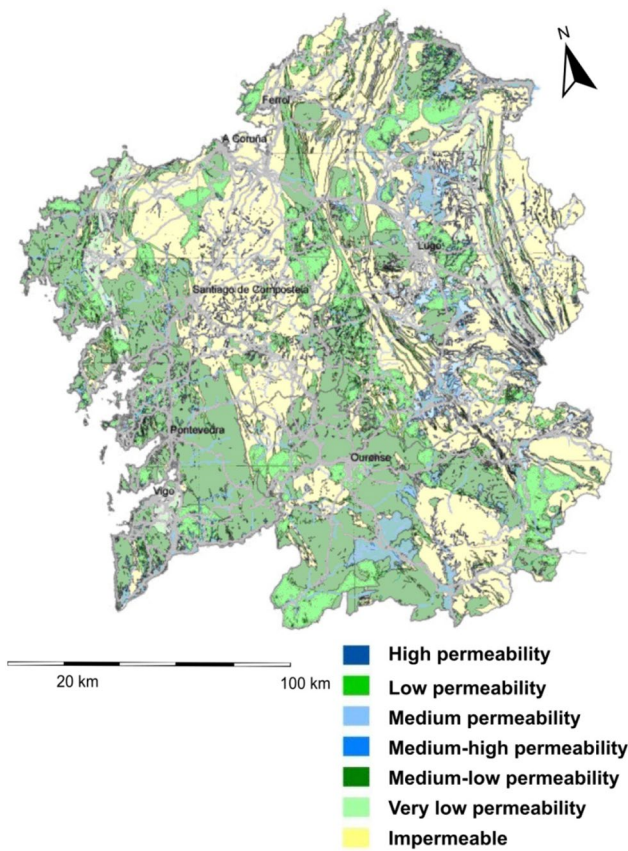 N
Ferrol
A Coruña
Lugo
Santiago de Compostela
Pontevedra
Ourense
Vigo
20 km
100 km
High permeability
Low permeability
Medium permeability
Medium-high permeability
Medium-low permeability
Very low permeability
Impermeable